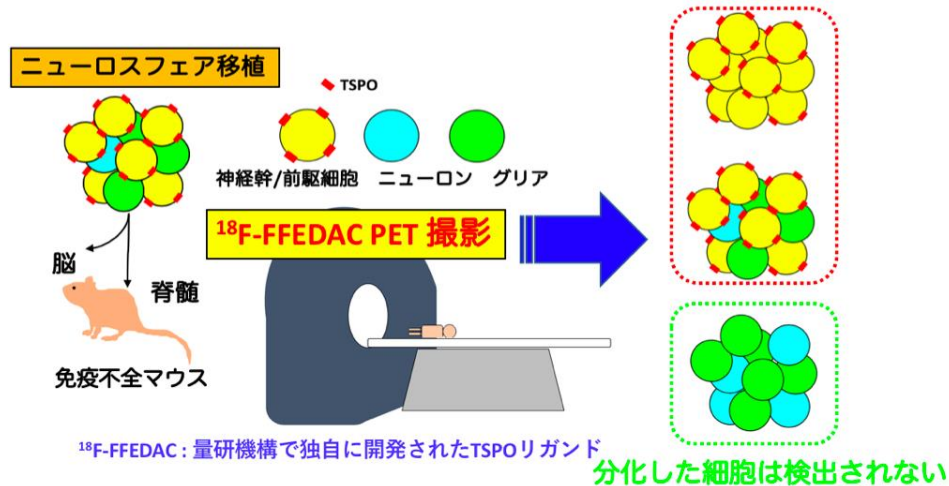 ニューロスフェア移植
TSPO
神経幹/前駆細胞 ニューロン グリア
脳
脊髄
免疫不全マウス
18F-FFEDAC PET 撮影
18F-FFEDAC : 量研機構で独自に開発されたTSPOリガンド
分化した細胞は検出されない